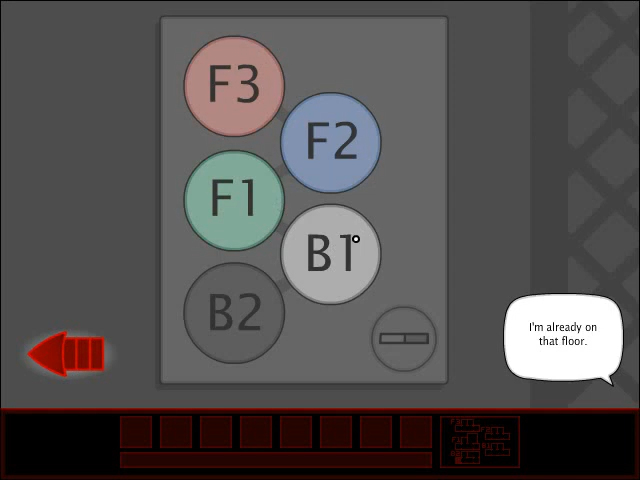 F3
F2
F1
B1
B2
I'm already on
that floor.